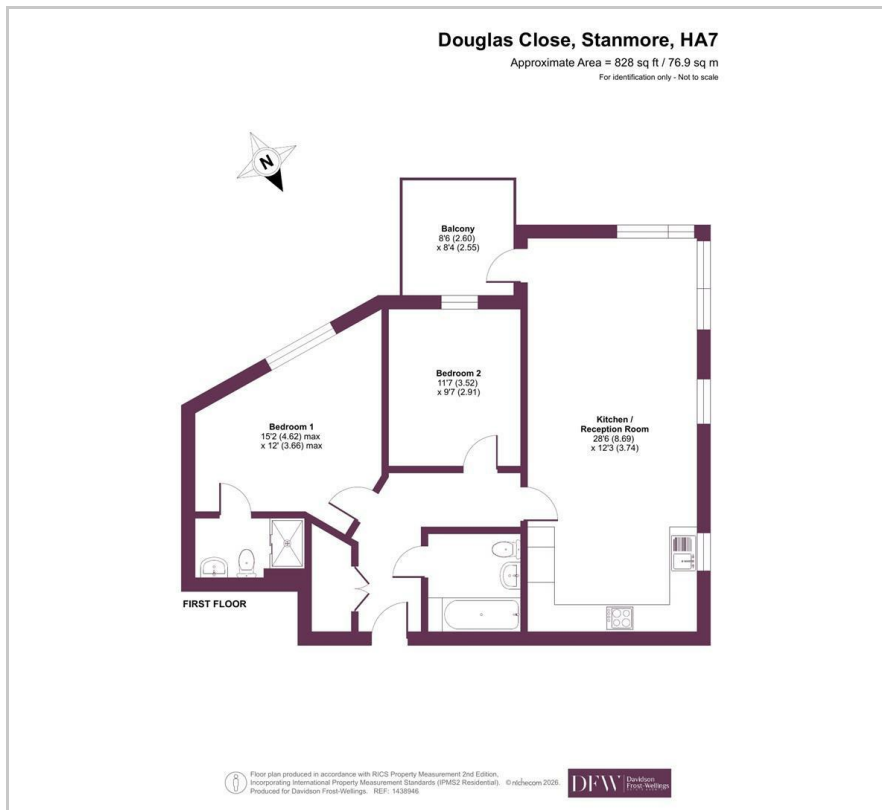 Douglas Close, Stanmore, HA7
Approximate Area = 828 sq ft / 76.9 sq m
For identification only - Not to scale
N
Balcony
8'6 (2.60)
x 8'4 (2.55)
Bedroom 2
11'7 (3.52)
x 9'7 (2.91)
Bedroom 1
15'2 (4.62) max
x 12' (3.66) max
Kitchen /
Reception Room
28'6 (8.69)
x 12'3 (3.74)
FIRST FLOOR
Floor plan produced in accordance with RICS Property Measurement 2nd Edition,
Incorporating International Property Measurement Standards (IPMS2 Residential). ©nichecom 2026.
Produced for Davidson Frost-Wellings. REF: 1438946
DFW
Davidson
Frost-Wellings